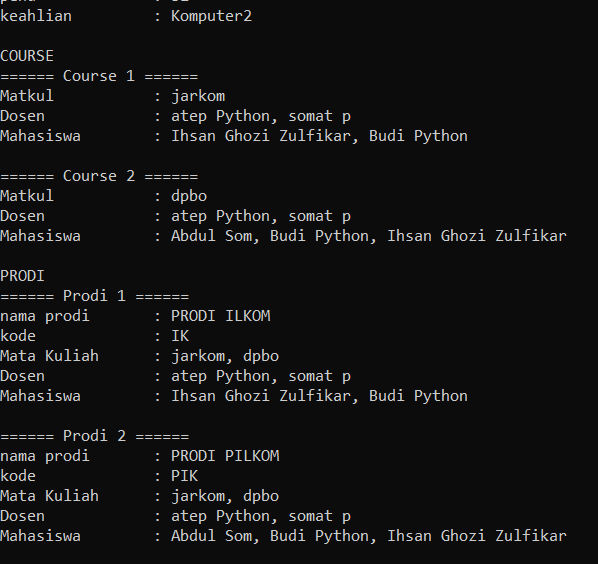 keahlian : Komputer2
COURSE
====== Course 1 ======
Matkul : jarkom
Dosen : atep Python, somat p
Mahasiswa : Ihsan Ghozi Zulfikar, Budi Python
====== Course 2 ======
Matkul : dpbo
Dosen : atep Python, somat p
Mahasiswa : Abdul Som, Budi Python, Ihsan Ghozi Zulfikar
PRODI
====== Prodi 1 ======
nama prodi : PRODI ILKOM
kode : IK
Mata Kuliah : jarkom, dpbo
Dosen : atep Python, somat p
Mahasiswa : Ihsan Ghozi Zulfikar, Budi Python
====== Prodi 2 ======
nama prodi : PRODI PILKOM
kode : PIK
Mata Kuliah : jarkom, dpbo
Dosen : atep Python, somat p
Mahasiswa : Abdul Som, Budi Python, Ihsan Ghozi Zulfikar